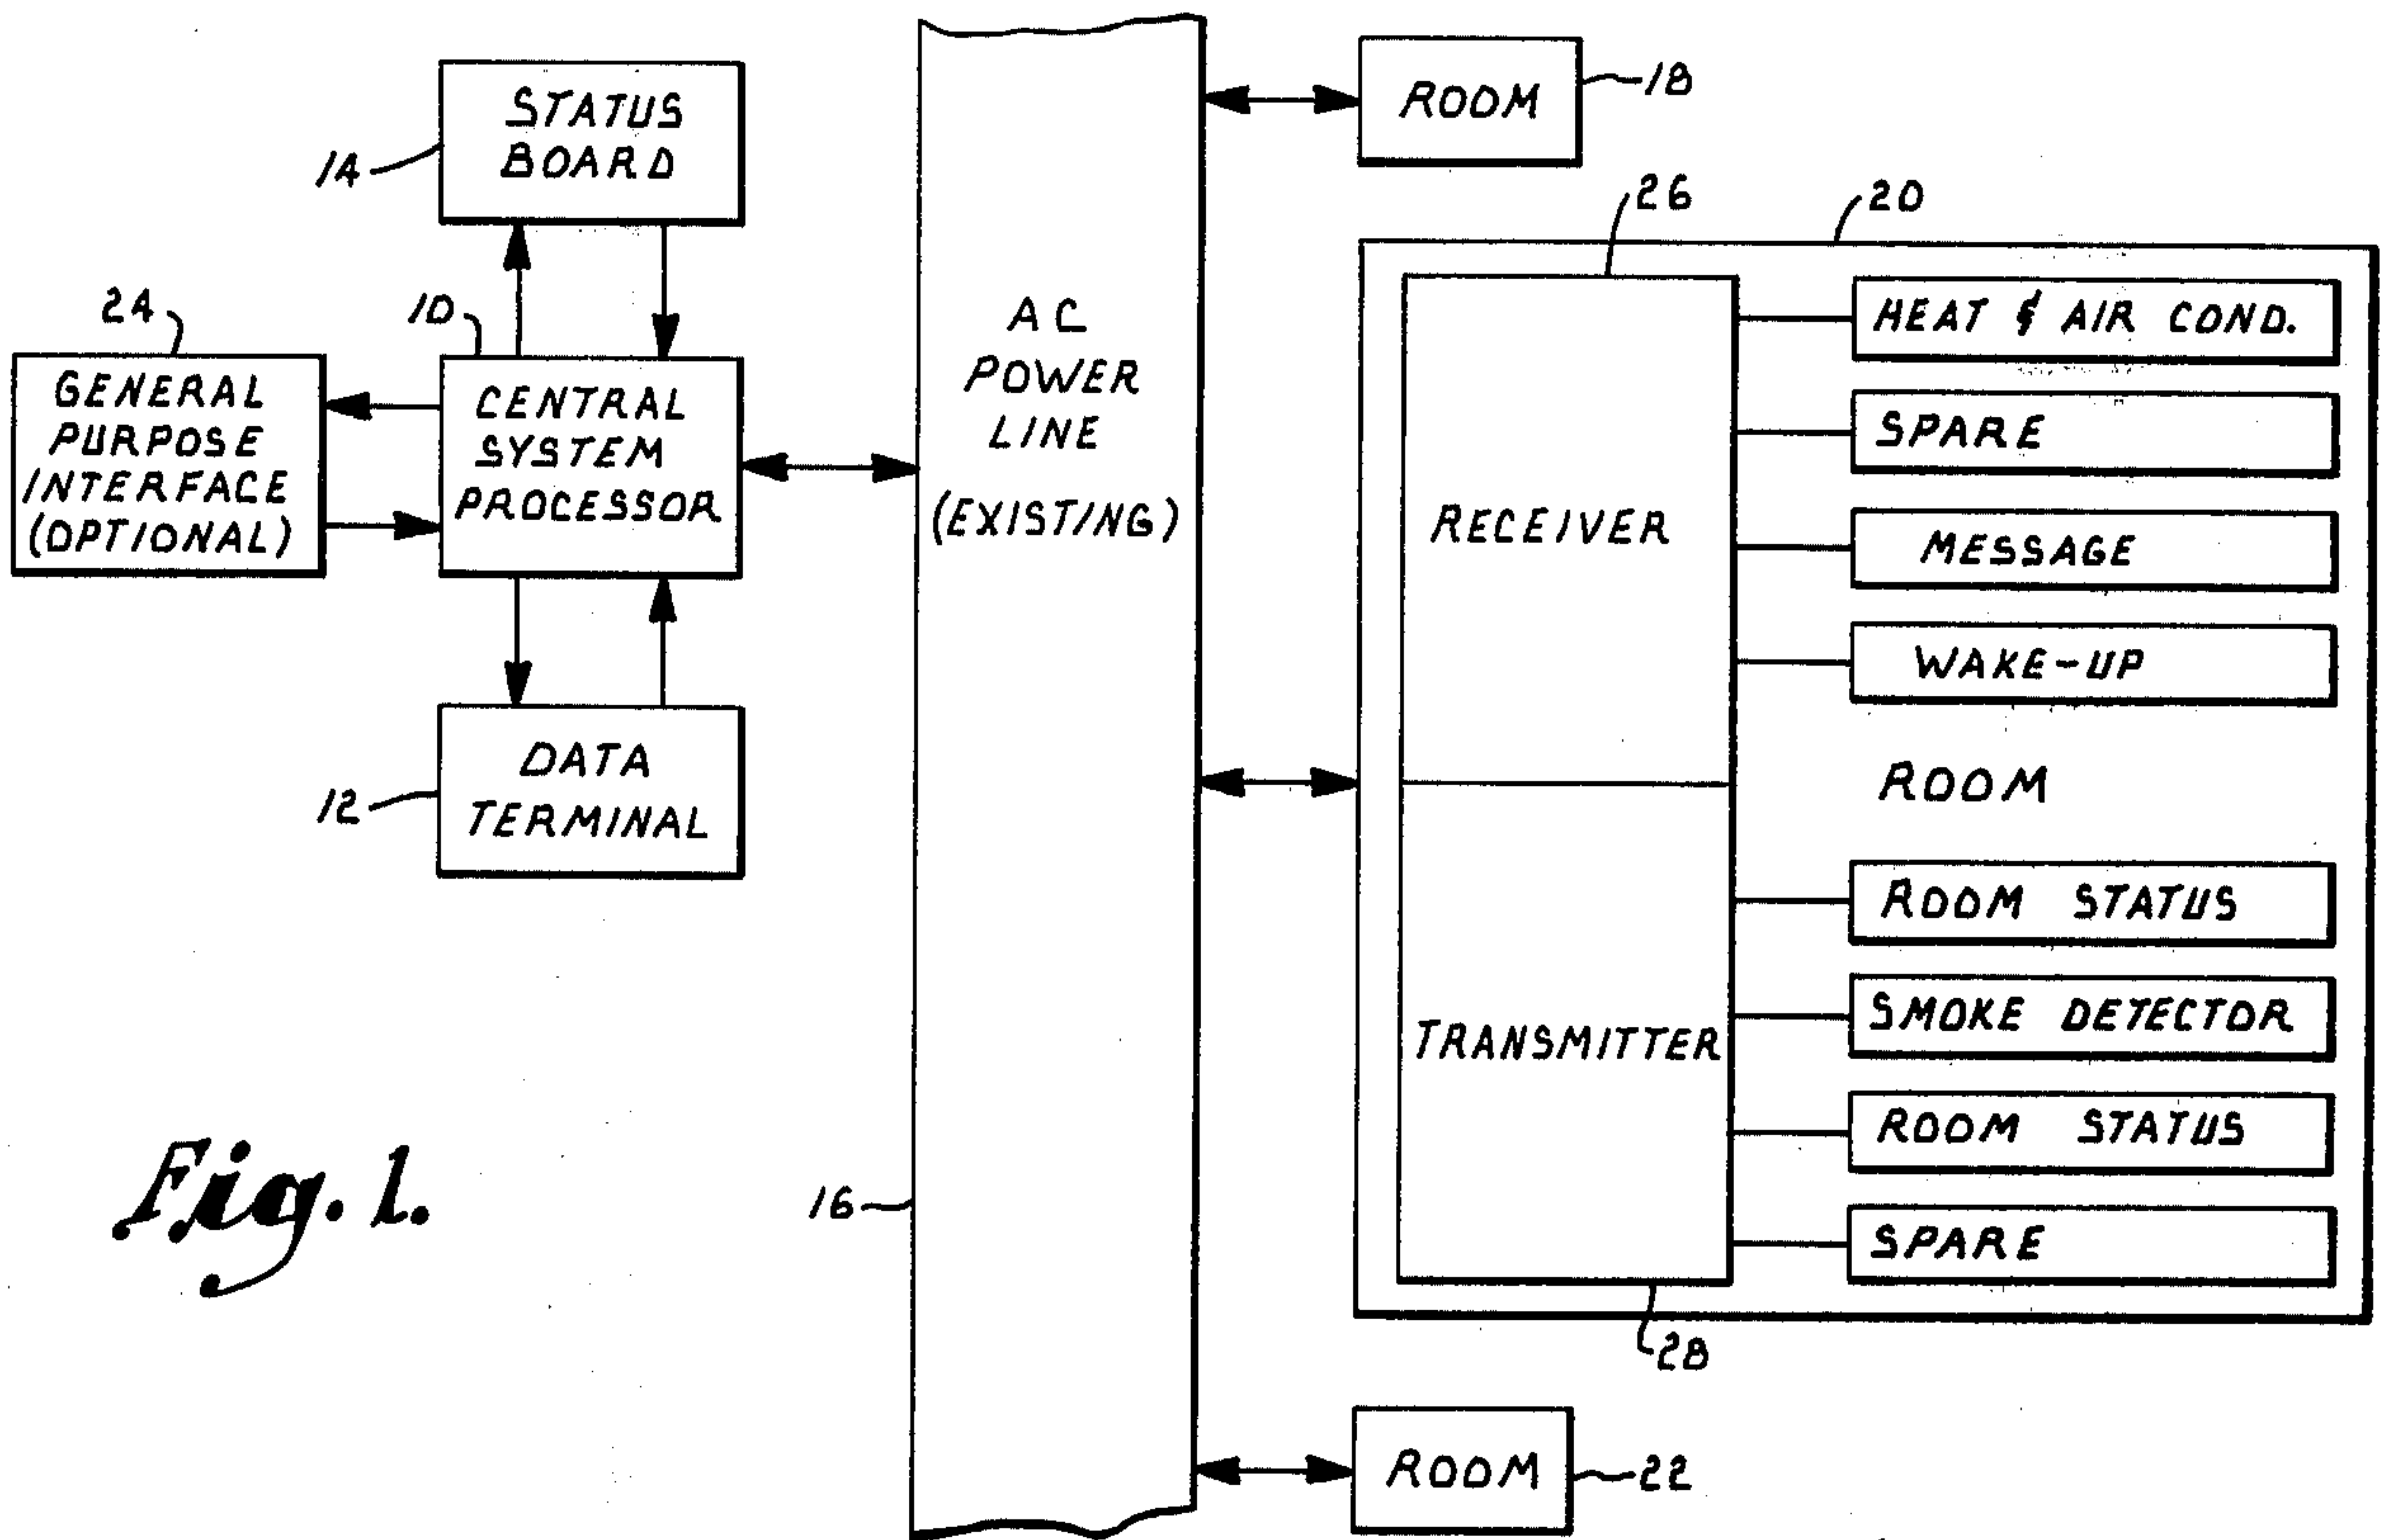 STATUS
BOARD
14
24
GENERAL
PURPOSE
INTERFACE
(OPTIONAL)
10
CENTRAL
SYSTEM
PROCESSOR
DATA
TERMINAL
12
AC
POWER
LINE
(EXISTING)
16
ROOM
18
20
26
RECEIVER
HEAT & AIR COND.
SPARE
MESSAGE
WAKE-UP
ROOM
TRANSMITTER
28
ROOM STATUS
SMOKE DETECTOR
ROOM STATUS
SPARE
ROOM
22
Fig. 1.